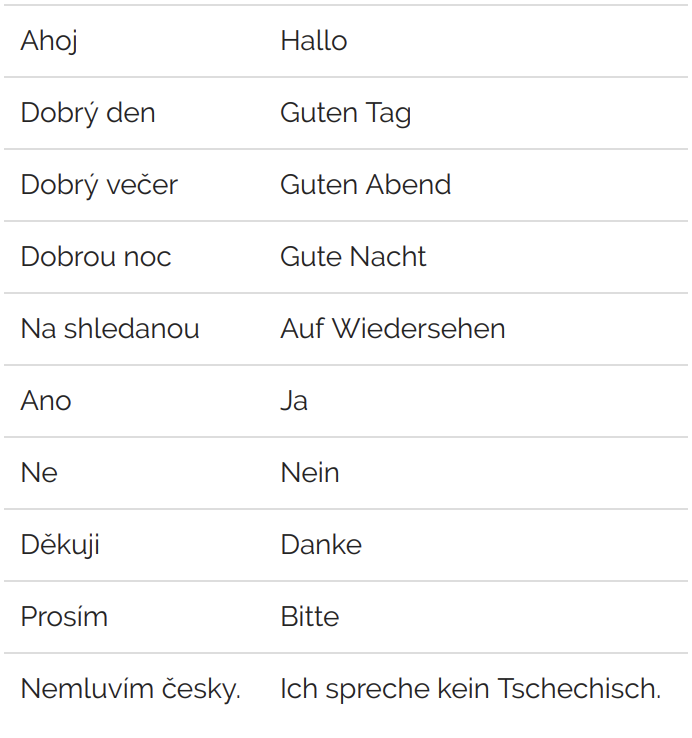 Ahoj Hallo
Dobrý den Guten Tag
Dobrý večer Guten Abend
Dobrou noc Gute Nacht
Na shledanou Auf Wiedersehen
Ano Ja
Ne Nein
Děkuji Danke
Prosím Bitte
Nemluvím česky. Ich spreche kein Tschechisch.